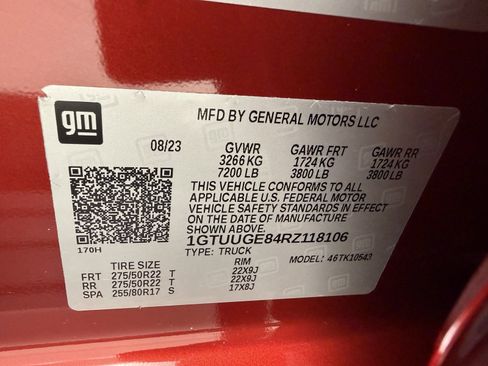 gm
MFD BY GENERAL MOTORS LLC
08/23 GVWR GAWR FRT GAWR RR
3266 KG 1724 KG 1724 KG
7200 LB 3800 LB 3800 LB
THIS VEHICLE CONFORMS TO ALL
APPLICABLE U.S. FEDERAL MOTOR
VEHICLE SAFETY STANDARDS IN EFFECT
ON THE DATE OF MANUFACTURE
SHOWN ABOVE.
1GTUUGE84RZ118106
170H TYPE: TRUCK MODEL: 46TK10543
TIRE SIZE RIM
FRT 275/50R22 T 22X9J
RR 275/50R22 T 22X9J
SPA 255/80R17 S 17X8J